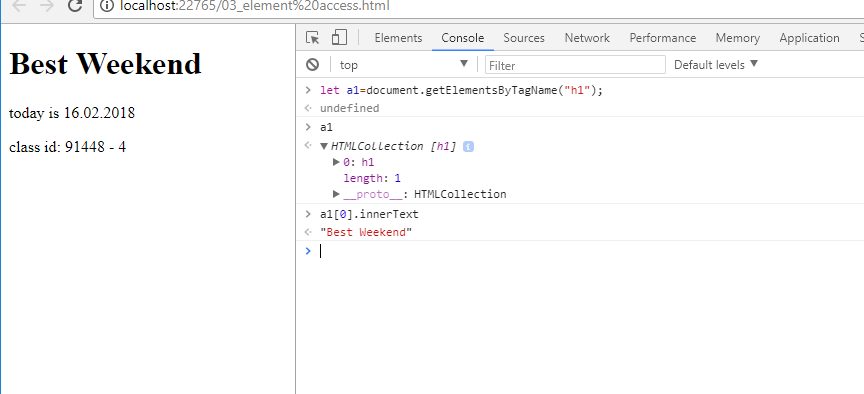 localhost:22765/03_element%20access.html
Best Weekend
today is 16.02.2018
class id: 91448 - 4
Elements Console Sources Network Performance Memory Application S
top Filter Default levels
let a1=document.getElementsByTagName("h1");
undefined
a1
HTMLCollection [h1]
0: h1
length: 1
__proto__: HTMLCollection
a1[0].innerText
"Best Weekend"